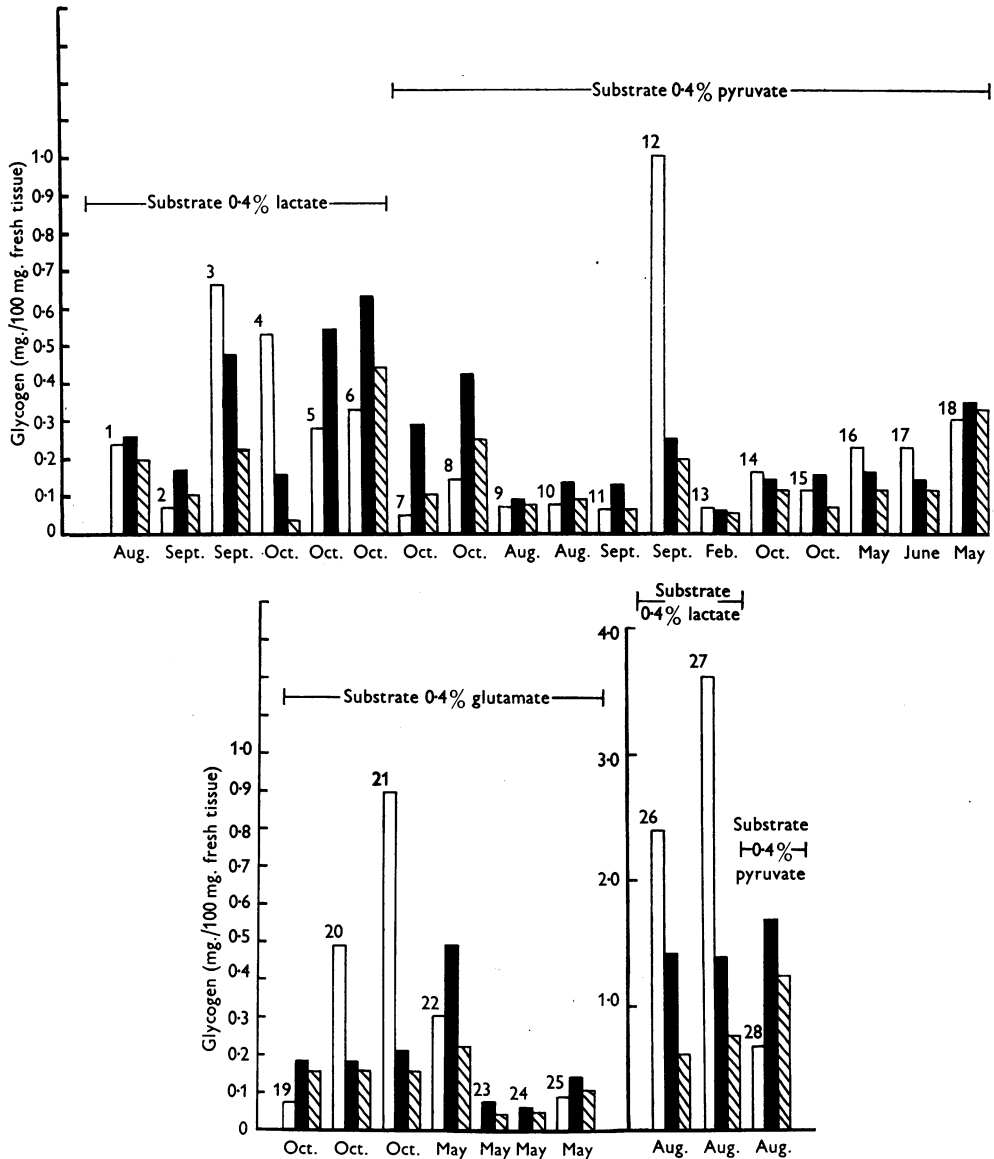 Substrate 0·4% pyruvate
Substrate 0·4% lactate
Glycogen (mg./100 mg. fresh tissue)
1·0
0·9
0·8
0·7
0·6
0·5
0·4
0·3
0·2
0·1
0
1 2 3 4 5 6 7 8 9 10 11 12 13 14 15 16 17 18
Aug. Sept. Sept. Oct. Oct. Oct. Oct. Oct. Aug. Aug. Sept. Sept. Feb. Oct. Oct. May June May
Substrate 0·4% glutamate
Glycogen (mg./100 mg. fresh tissue)
1·0
0·9
0·8
0·7
0·6
0·5
0·4
0·3
0·2
0·1
0
19 20 21 22 23 24 25
Oct. Oct. Oct. May May May May
Substrate
0·4% lactate
4·0
3·0
2·0
1·0
26 27 28
Substrate
0·4%
pyruvate
Aug. Aug. Aug.